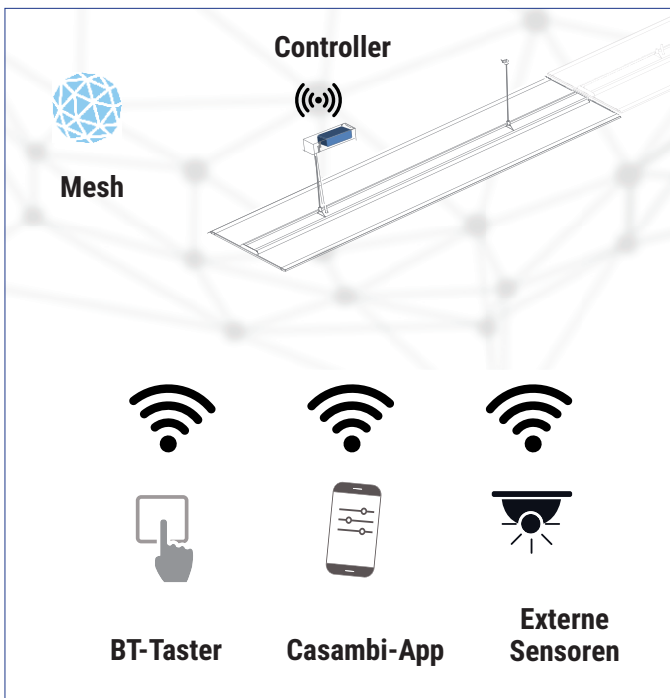 Controller
Mesh
BT-Taster
Casambi-App
Externe
Sensoren